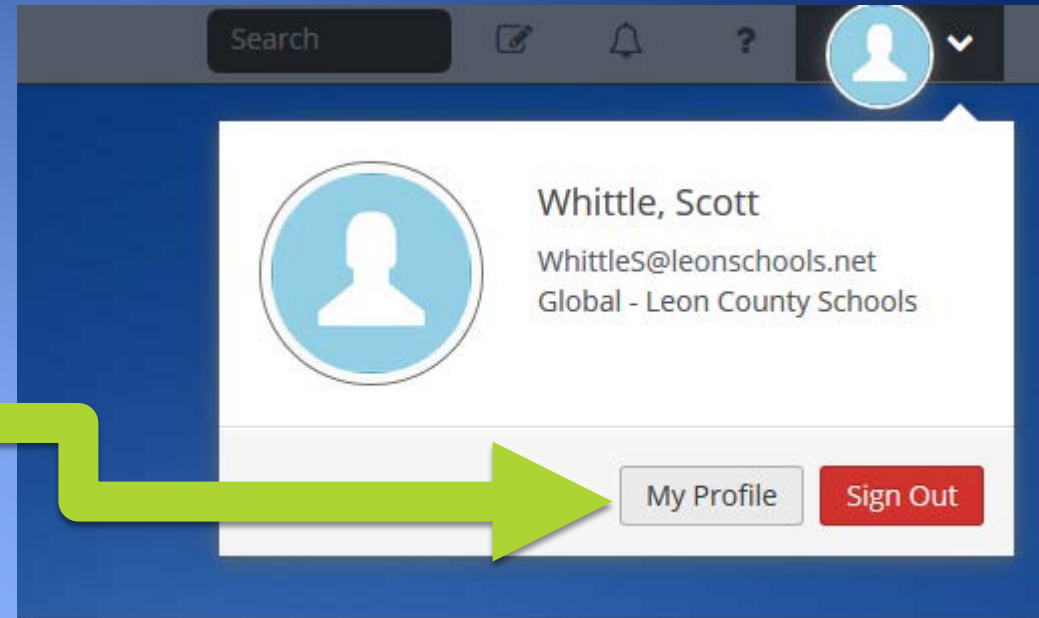 Search
?
Whittle, Scott
WhittleS@leonschools.net
Global - Leon County Schools
My Profile
Sign Out